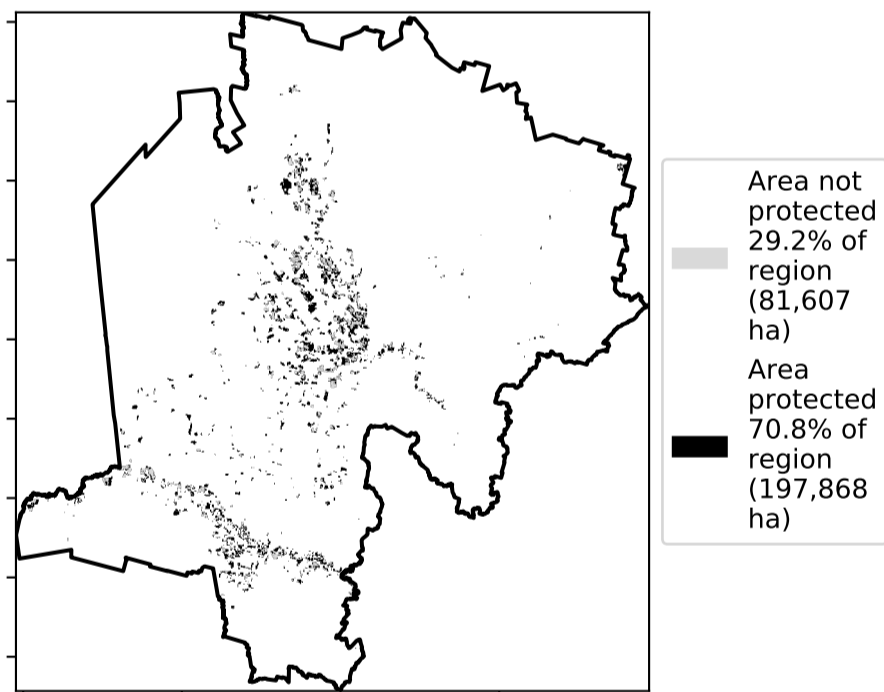 Area not
protected
29.2% of
region
(81,607
ha)
Area
protected
70.8% of
region
(197,868
ha)